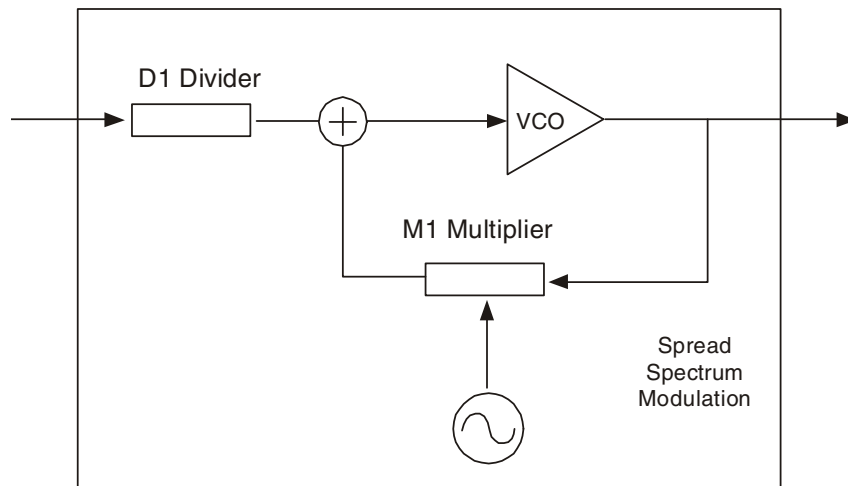 D1 Divider
VCO
M1 Multiplier
Spread
Spectrum
Modulation